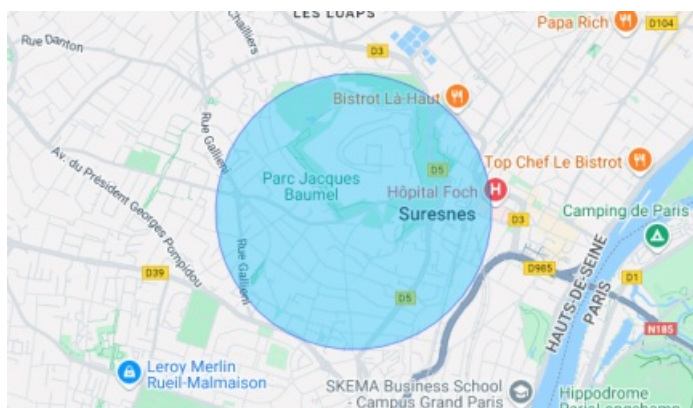 LES LUAPS
Papa Rich
D104
Rue Danton
Chailliers
D3
Bistrot Là-Haut
Rue Gallieni
D5
Top Chef Le Bistrot
Parc Jacques
Baumel
Hôpital Foch
H
Suresnes
D3
Camping de Paris
Av. du Président Georges Pompidou
Rue Gallieni
D39
D985
D1
HAUTS-DE-SEINE
PARIS
D5
N185
Leroy Merlin
Rueil-Malmaison
SKEMA Business School
- Campus Grand Paris
Hippodrome